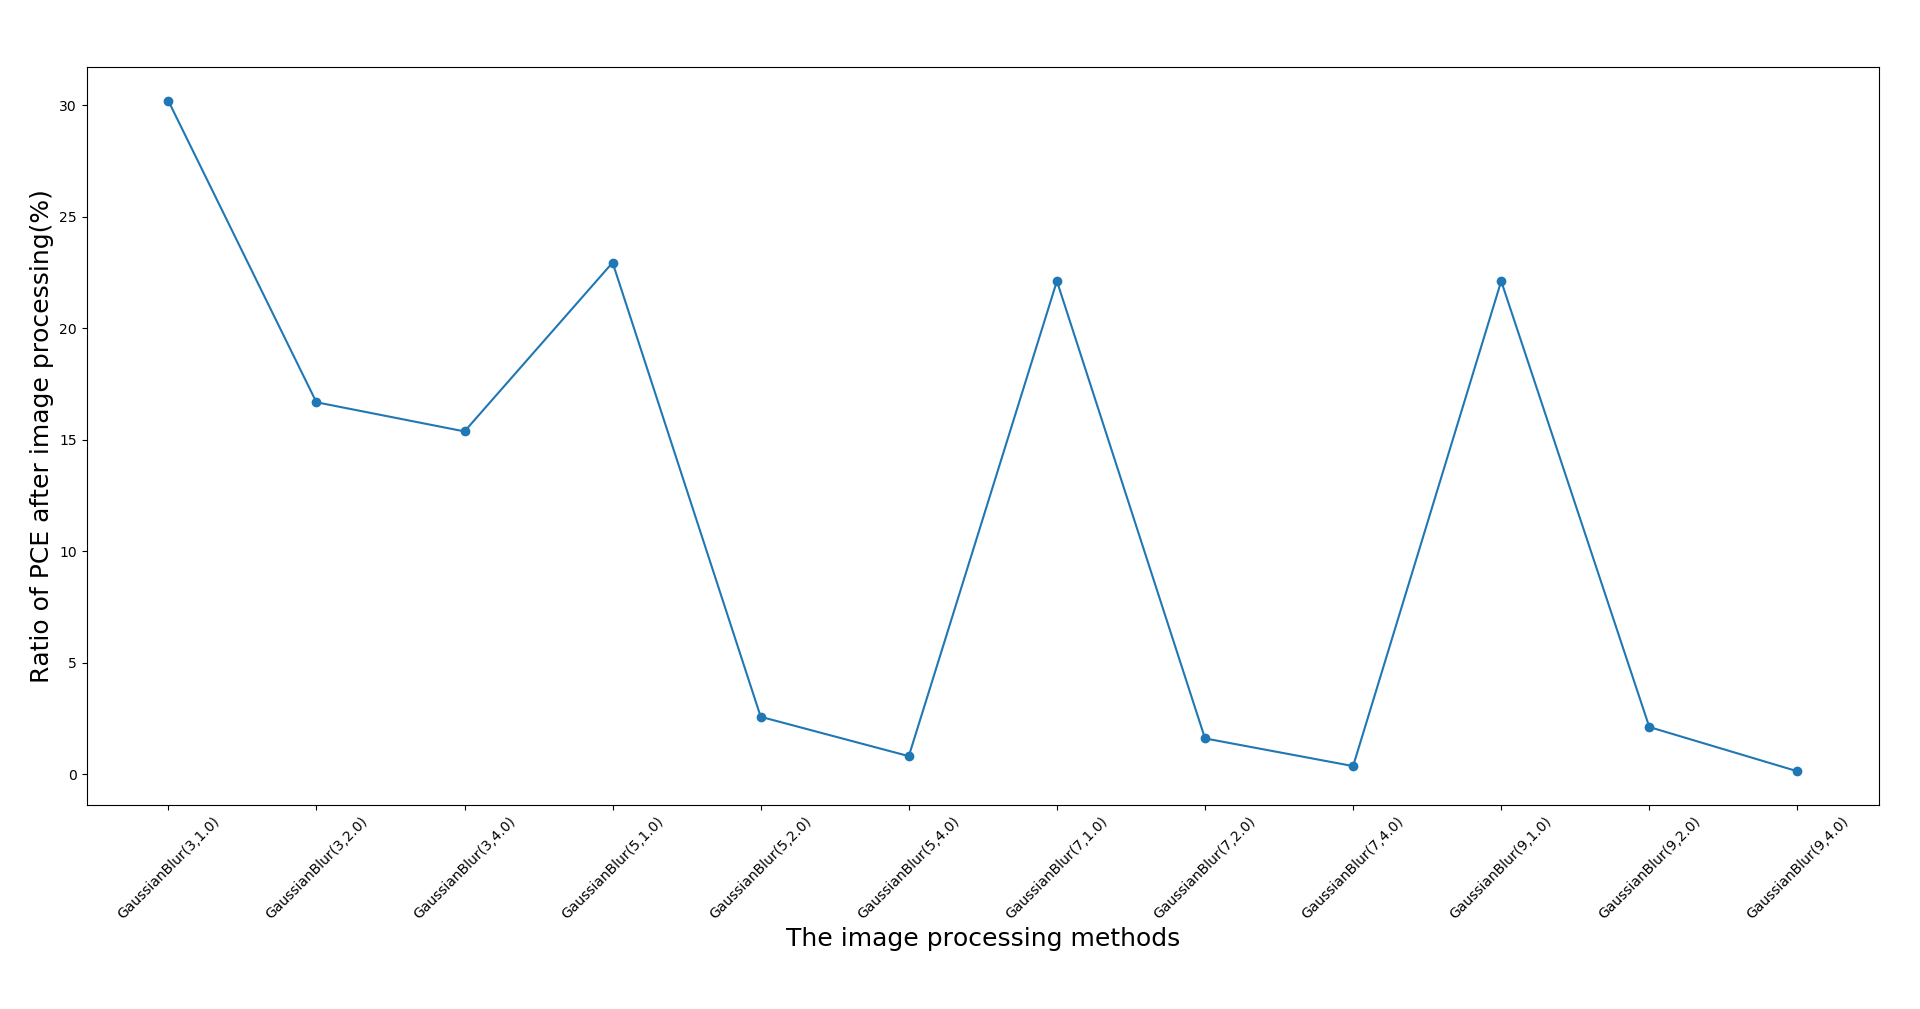 Ratio of PCE after image processing(%)
30
25
20
15
10
5
0
GaussianBlur(3,1.0)
GaussianBlur(3,2.0)
GaussianBlur(3,4.0)
GaussianBlur(5,1.0)
GaussianBlur(5,2.0)
GaussianBlur(5,4.0)
GaussianBlur(7,1.0)
GaussianBlur(7,2.0)
GaussianBlur(7,4.0)
GaussianBlur(9,1.0)
GaussianBlur(9,2.0)
GaussianBlur(9,4.0)
The image processing methods